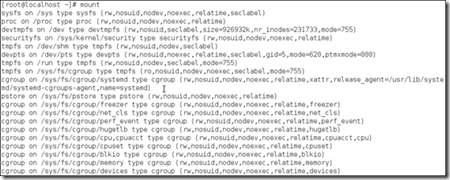 [root@localhost ~]# mount
sysfs on /sys type sysfs (rw,nosuid,nodev,noexec,relatime,seclabel)
proc on /proc type proc (rw,nosuid,nodev,noexec,relatime)
devtmpfs on /dev type devtmpfs (rw,nosuid,seclabel,size=926932k,nr_inodes=231733,mode=755)
securityfs on /sys/kernel/security type securityfs (rw,nosuid,nodev,noexec,relatime)
tmpfs on /dev/shm type tmpfs (rw,nosuid,nodev,seclabel)
devpts on /dev/pts type devpts (rw,nosuid,noexec,relatime,seclabel,gid=5,mode=620,ptmxmode=000)
tmpfs on /run type tmpfs (rw,nosuid,nodev,seclabel,mode=755)
tmpfs on /sys/fs/cgroup type tmpfs (ro,nosuid,nodev,noexec,seclabel,mode=755)
cgroup on /sys/fs/cgroup/systemd type cgroup (rw,nosuid,nodev,noexec,relatime,xattr,release_agent=/usr/lib/syste
md/systemd-cgroups-agent,name=systemd)
pstore on /sys/fs/pstore type pstore (rw,nosuid,nodev,noexec,relatime)
cgroup on /sys/fs/cgroup/freezer type cgroup (rw,nosuid,nodev,noexec,relatime,freezer)
cgroup on /sys/fs/cgroup/net_cls type cgroup (rw,nosuid,nodev,noexec,relatime,net_cls)
cgroup on /sys/fs/cgroup/perf_event type cgroup (rw,nosuid,nodev,noexec,relatime,perf_event)
cgroup on /sys/fs/cgroup/hugetlb type cgroup (rw,nosuid,nodev,noexec,relatime,hugetlb)
cgroup on /sys/fs/cgroup/cpu,cpuacct type cgroup (rw,nosuid,nodev,noexec,relatime,cpuacct,cpu)
cgroup on /sys/fs/cgroup/cpuset type cgroup (rw,nosuid,nodev,noexec,relatime,cpuset)
cgroup on /sys/fs/cgroup/blkio type cgroup (rw,nosuid,nodev,noexec,relatime,blkio)
cgroup on /sys/fs/cgroup/memory type cgroup (rw,nosuid,nodev,noexec,relatime,memory)
cgroup on /sys/fs/cgroup/devices type cgroup (rw,nosuid,nodev,noexec,relatime,devices)